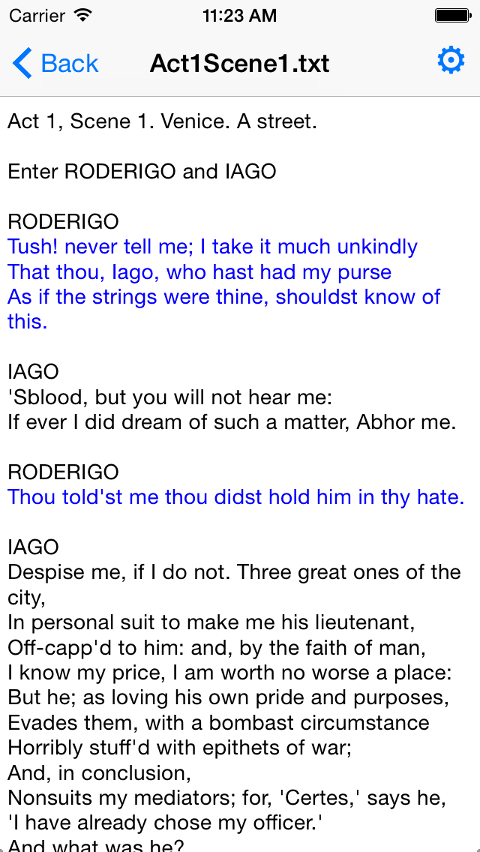 Carrier 11:23 AM
Back Act1Scene1.txt
Act 1, Scene 1. Venice. A street.
Enter RODERIGO and IAGO
RODERIGO
Tush! never tell me; I take it much unkindly
That thou, Iago, who hast had my purse
As if the strings were thine, shouldst know of
this.
IAGO
'Sblood, but you will not hear me:
If ever I did dream of such a matter, Abhor me.
RODERIGO
Thou told'st me thou didst hold him in thy hate.
IAGO
Despise me, if I do not. Three great ones of the
city,
In personal suit to make me his lieutenant,
Off-capp'd to him: and, by the faith of man,
I know my price, I am worth no worse a place:
But he; as loving his own pride and purposes,
Evades them, with a bombast circumstance
Horribly stuff'd with epithets of war;
And, in conclusion,
Nonsuits my mediators; for, 'Certes,' says he,
'I have already chose my officer.'
And what was he?